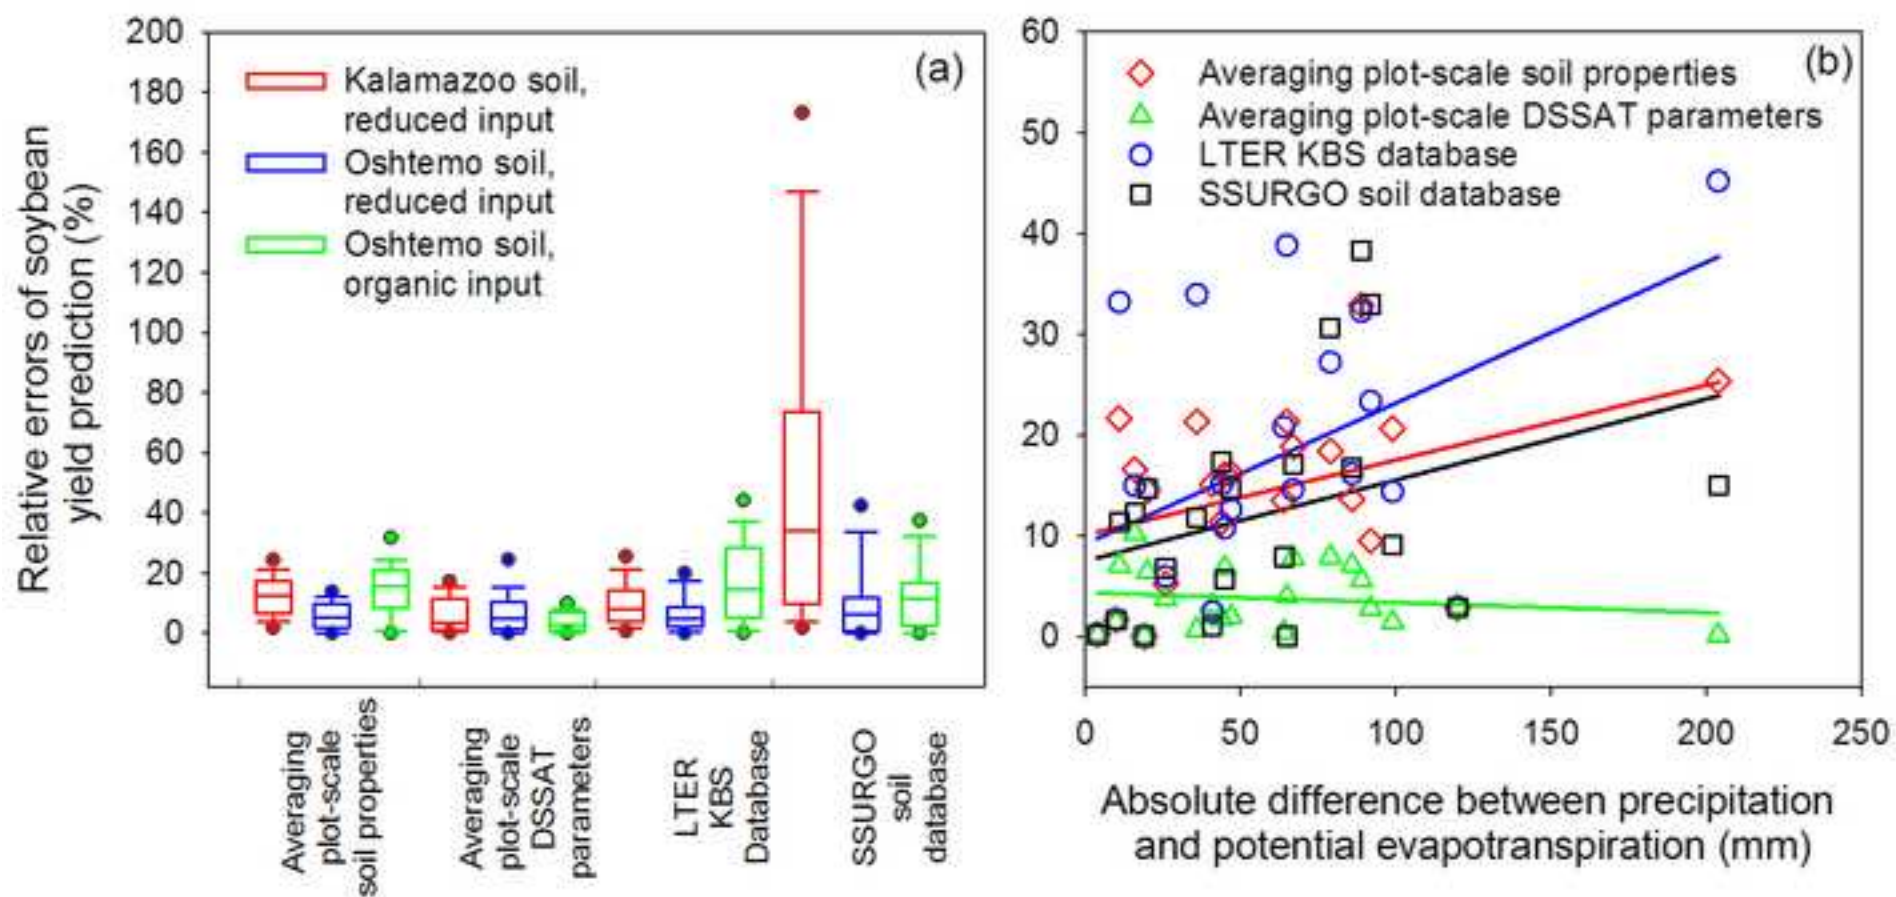 Relative errors of soybean
yield prediction (%)
200
180
160
140
120
100
80
60
40
20
0
(a)
Kalamazoo soil,
reduced input
Oshtemo soil,
reduced input
Oshtemo soil,
organic input
Averaging
plot-scale
soil properties
Averaging
plot-scale
DSSAT
parameters
LTER
KBS
Database
SSURGO
soil
database
60
50
40
30
20
10
0
(b)
Averaging plot-scale soil properties
Averaging plot-scale DSSAT parameters
LTER KBS database
SSURGO soil database
0 50 100 150 200 250
Absolute difference between precipitation
and potential evapotranspiration (mm)